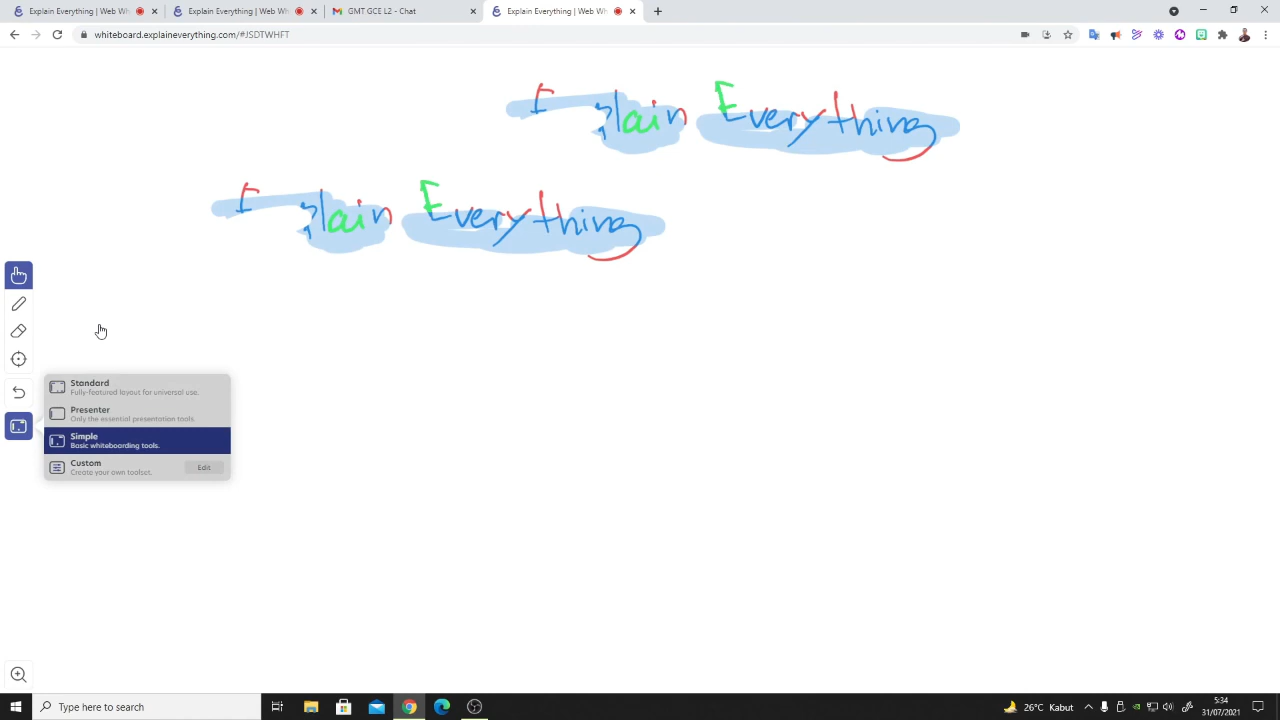 Explain Everything | Web Wh
Explain Everything | Web Wh
GMT GCE L2 - Chat
Explain Everything | Web Wh
whiteboard.explaineverything.com/#JSDTWHFT
plain Everything
plain Everything
Standard
Fully-featured layout for universal use.
Presenter
Only the essential presentation tools.
Simple
Basic whiteboarding tools.
Custom
Create your own toolset.
Edit
Type here to search
26°C Kabut
5:34
31/07/2021